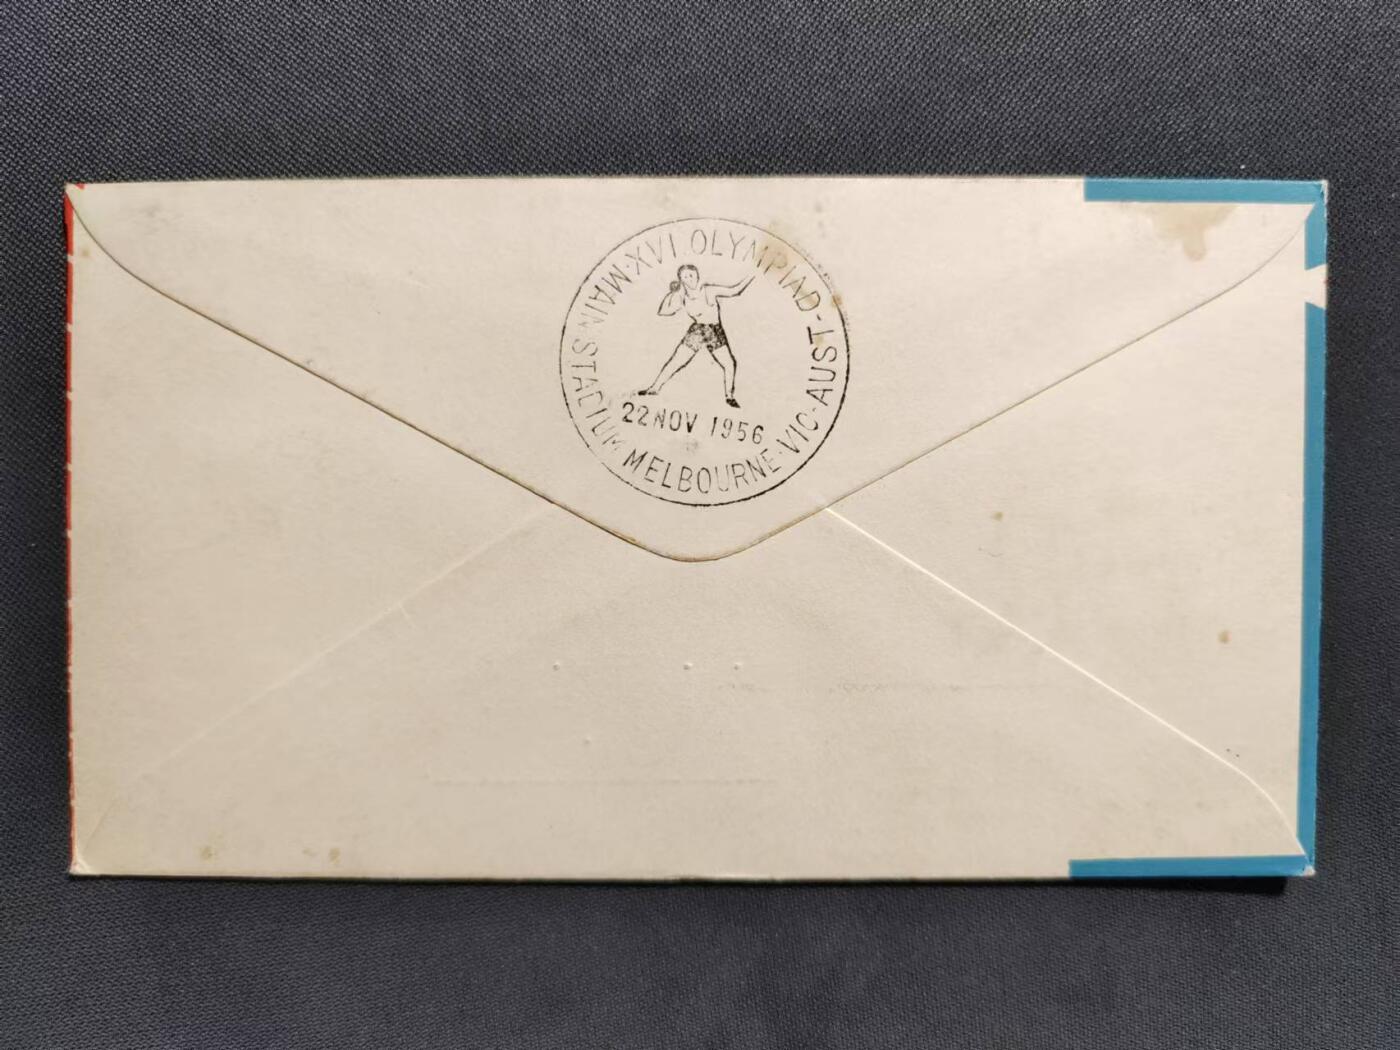 MAIN·STADIUM MELBOURNE·VIC·AUST-
XVI OLYMPIAD-
22 NOV 1956